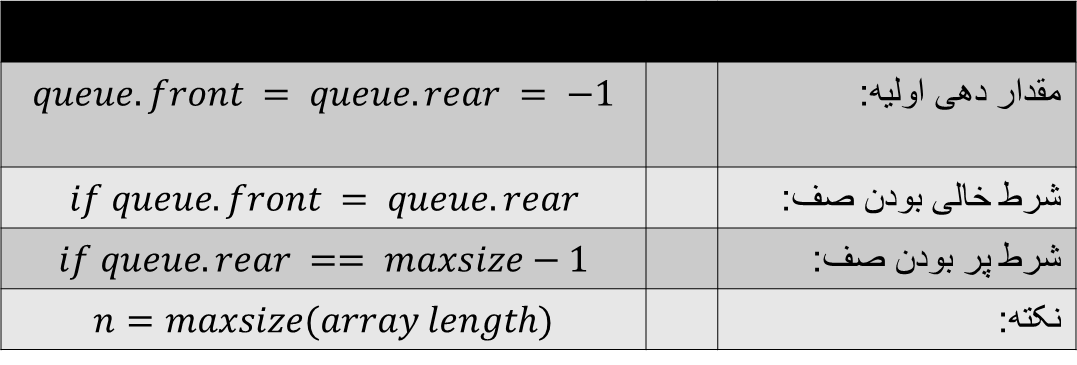 مقدار دهی اولیه: queue.front = queue.rear = −1
شرط خالی بودن صف: if queue.front = queue.rear
شرط پر بودن صف: if queue.rear == maxsize − 1
نکته: n = maxsize(array length)